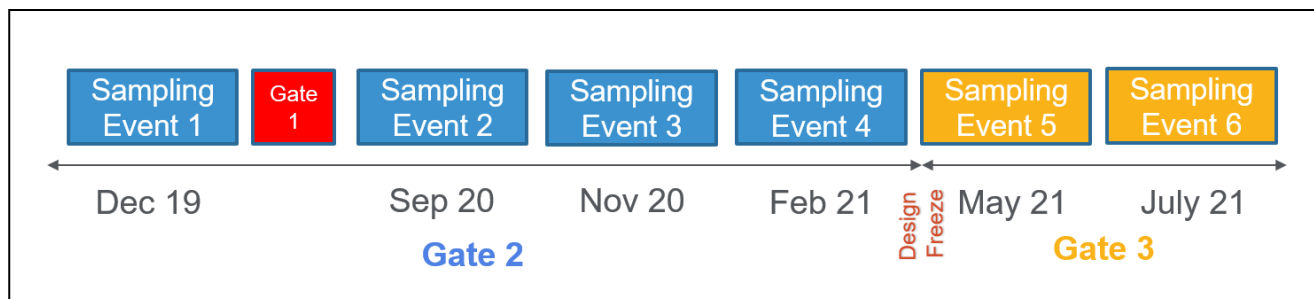 Sampling
Event 1
Gate
1
Sampling
Event 2
Sampling
Event 3
Sampling
Event 4
Sampling
Event 5
Sampling
Event 6
Dec 19
Sep 20
Nov 20
Feb 21
Design
Freeze
May 21
July 21
Gate 2
Gate 3